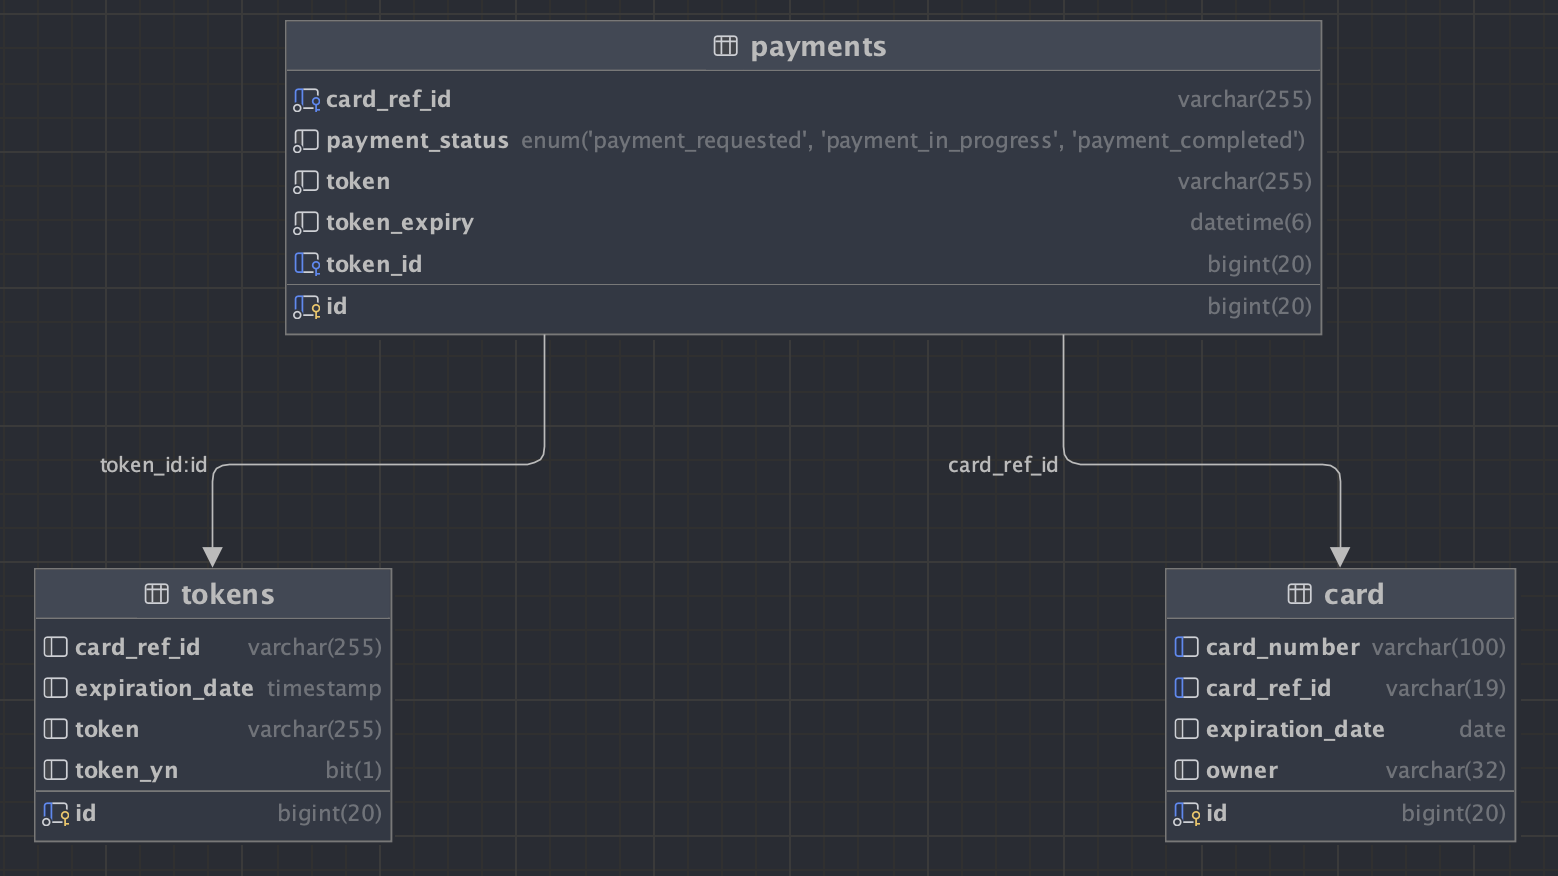 payments
card_ref_id varchar(255)
payment_status enum('payment_requested', 'payment_in_progress', 'payment_completed')
token varchar(255)
token_expiry datetime(6)
token_id bigint(20)
id bigint(20)
token_id:id
card_ref_id
tokens
card_ref_id varchar(255)
expiration_date timestamp
token varchar(255)
token_yn bit(1)
id bigint(20)
card
card_number varchar(100)
card_ref_id varchar(19)
expiration_date date
owner varchar(32)
id bigint(20)